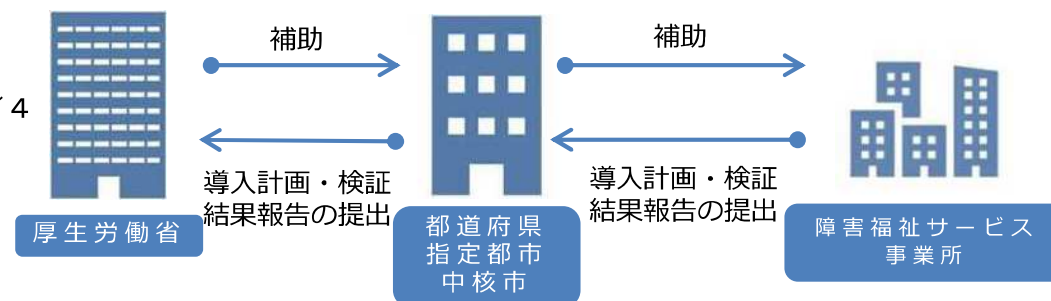 補助
補助
／4
導入計画・検証
結果報告の提出
導入計画・検証
結果報告の提出
厚生労働省
都道府県
指定都市
中核市
障害福祉サービス
事業所